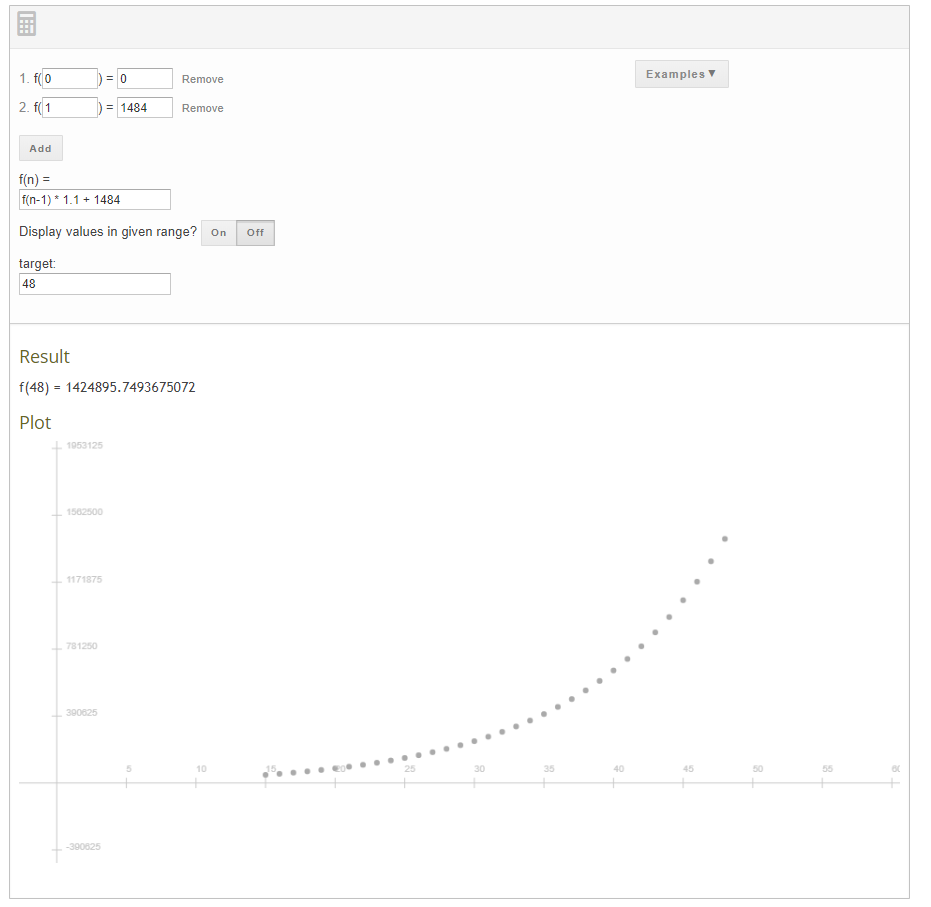 1. f( 0 ) = 0 Remove
Examples▼
2. f( 1 ) = 1484 Remove
Add
f(n) =
f(n-1) * 1.1 + 1484
Display values in given range? On Off
target:
48
Result
f(48) = 1424895.7493675072
Plot
1953125
1562500
1171875
781250
390625
5 10 15 20 25 30 35 40 45 50 55
-390625